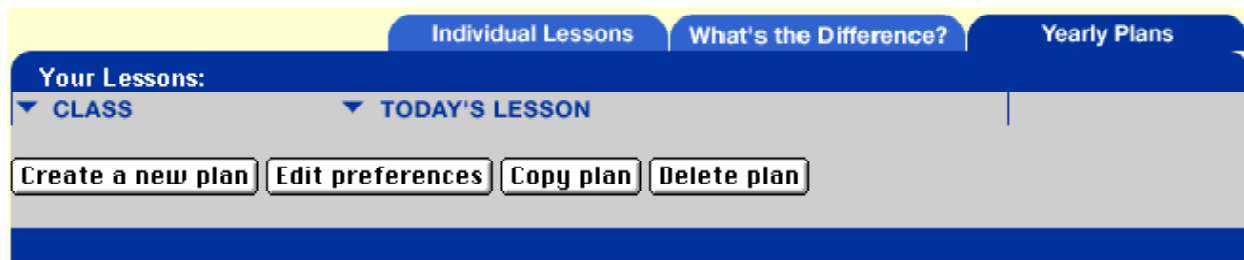 Individual Lessons What's the Difference? Yearly Plans
Your Lessons:
CLASS TODAY'S LESSON
Create a new plan Edit preferences Copy plan Delete plan